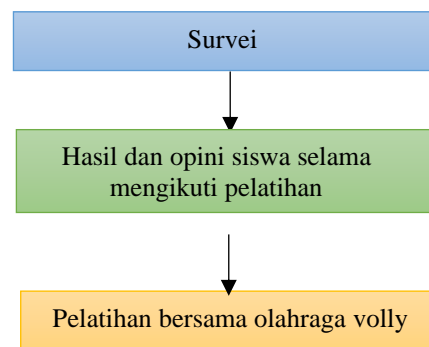 Survei
Hasil dan opini siswa selama
mengikuti pelatihan
Pelatihan bersama olahraga volly